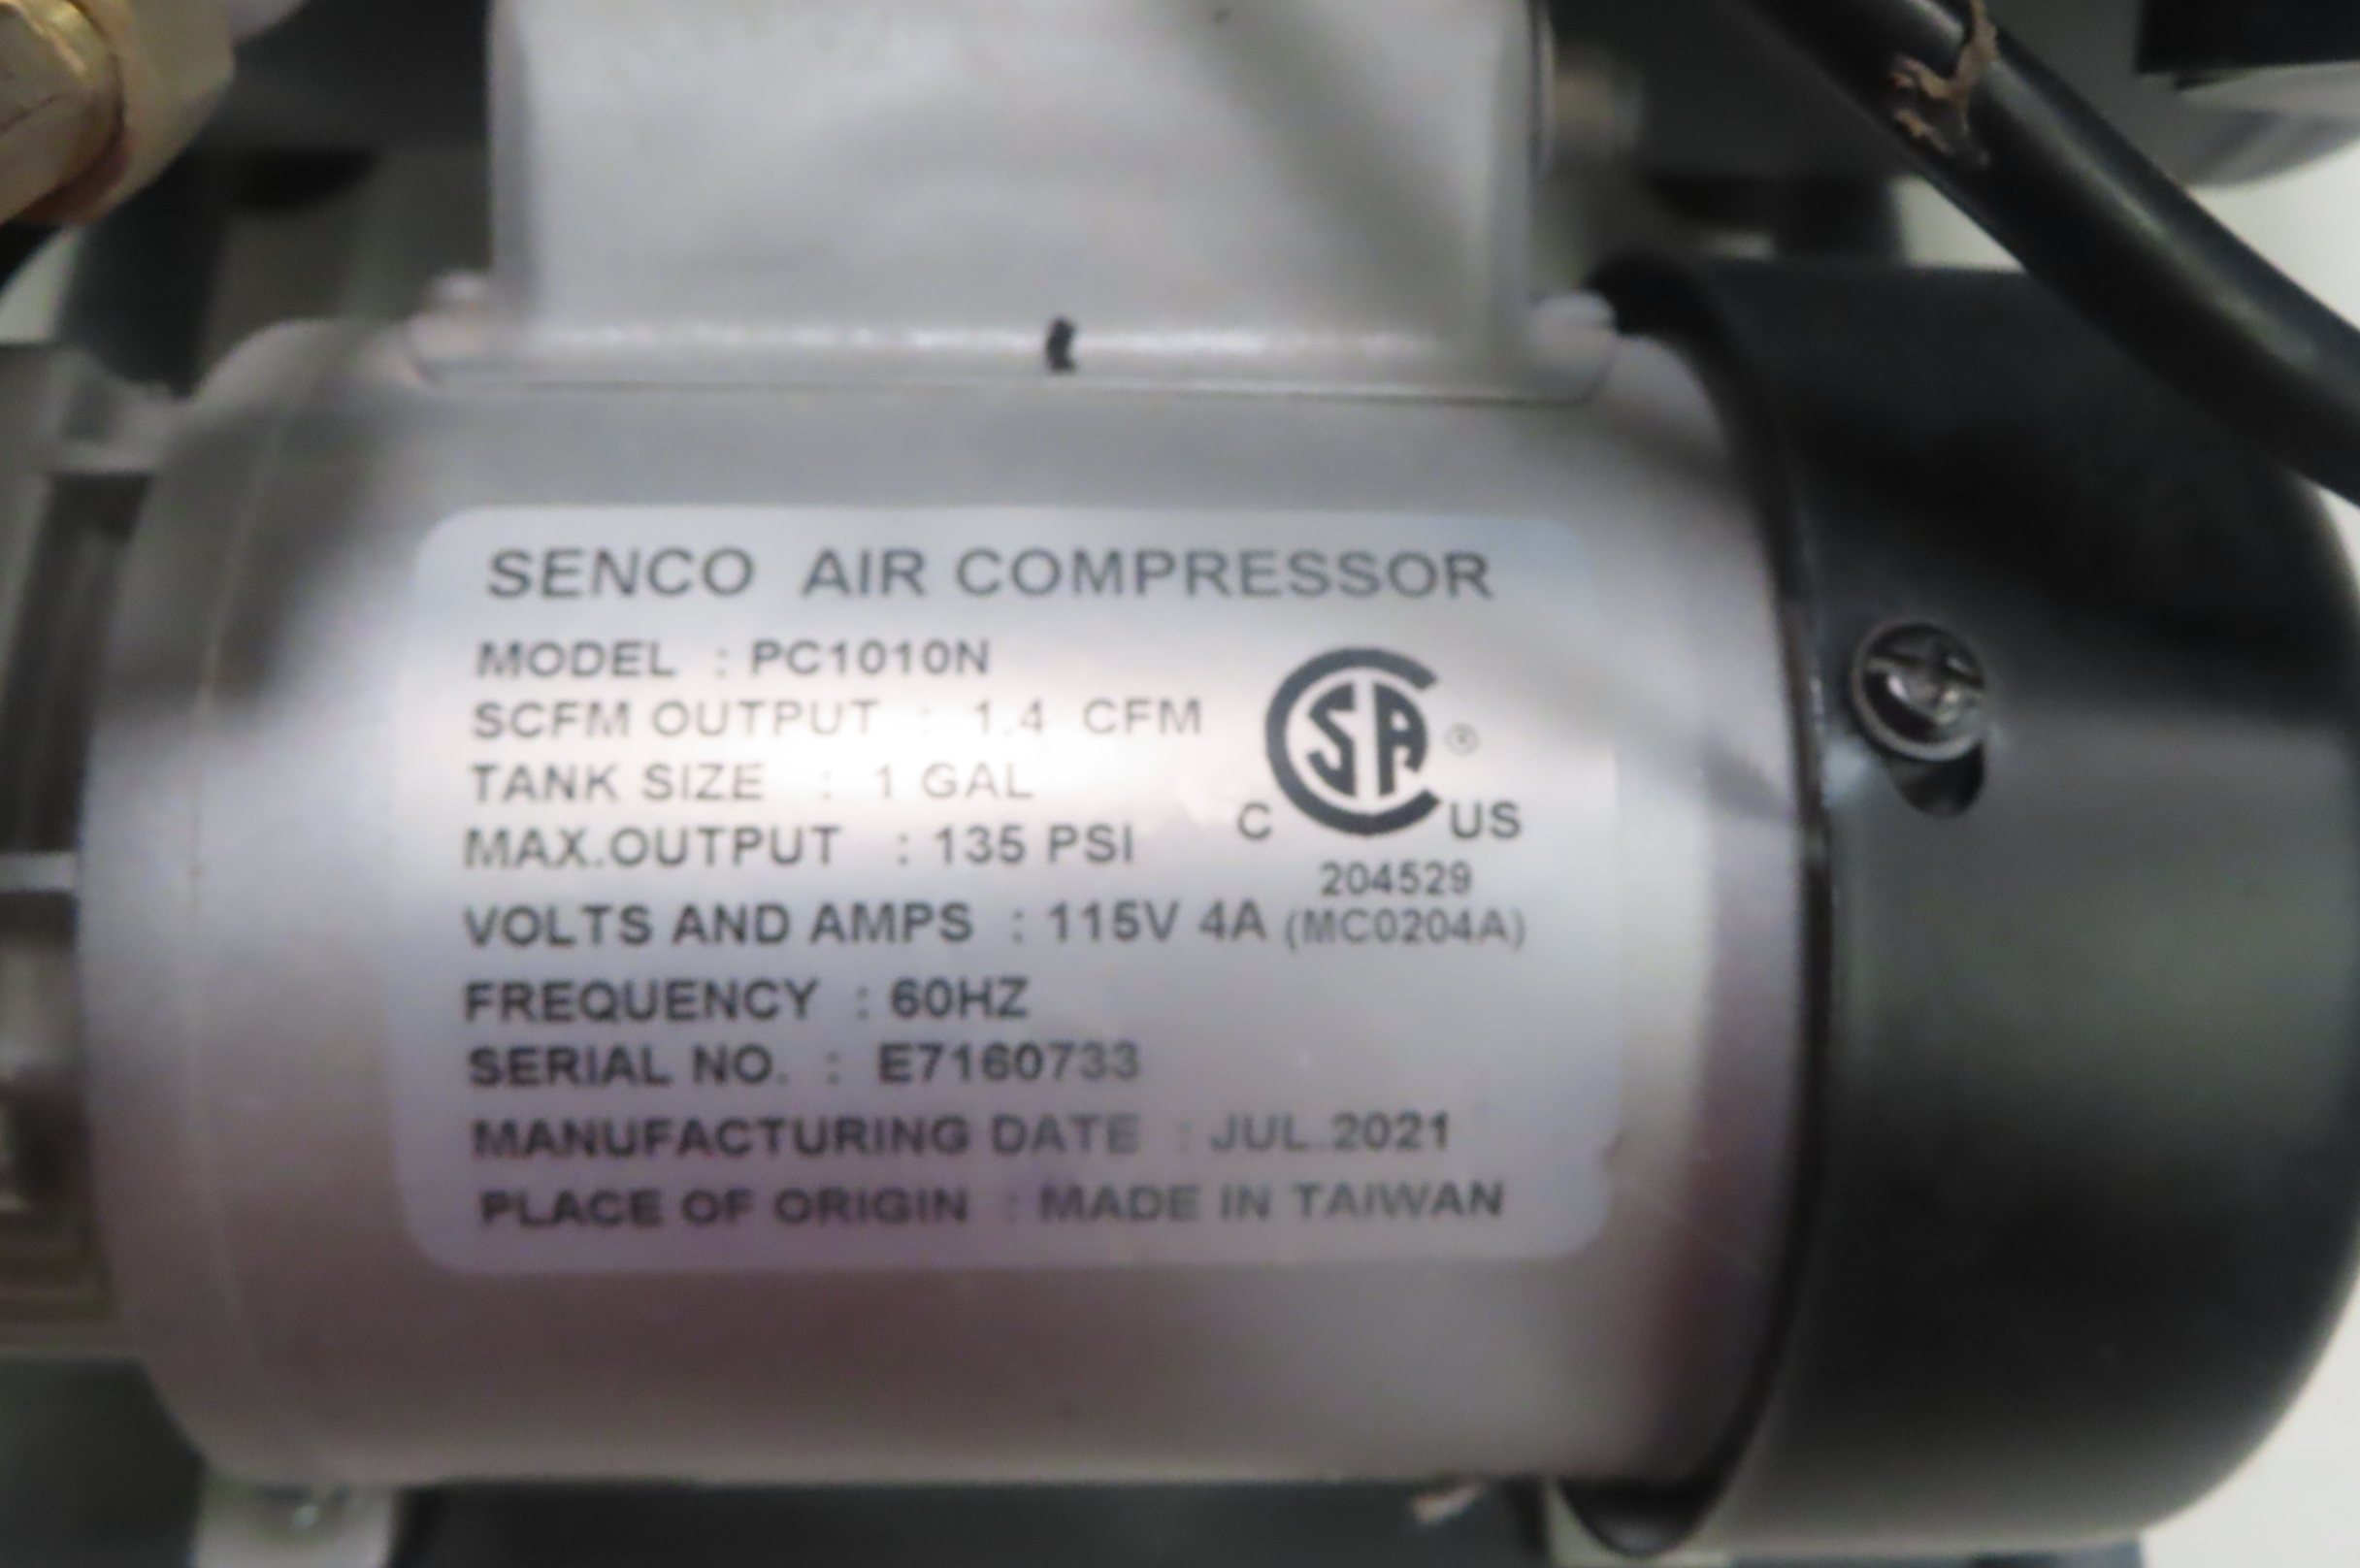 SENCO AIR COMPRESSOR
MODEL : PC1010N
SCFM OUTPUT : 1.4 CFM
TANK SIZE : 1 GAL
MAX.OUTPUT : 135 PSI
VOLTS AND AMPS : 115V 4A
FREQUENCY : 60HZ
SERIAL NO. : E7160733
MANUFACTURING DATE : JUL.2021
PLACE OF ORIGIN : MADE IN TAIWAN
SA ®
C US
204529
(MC0204A)